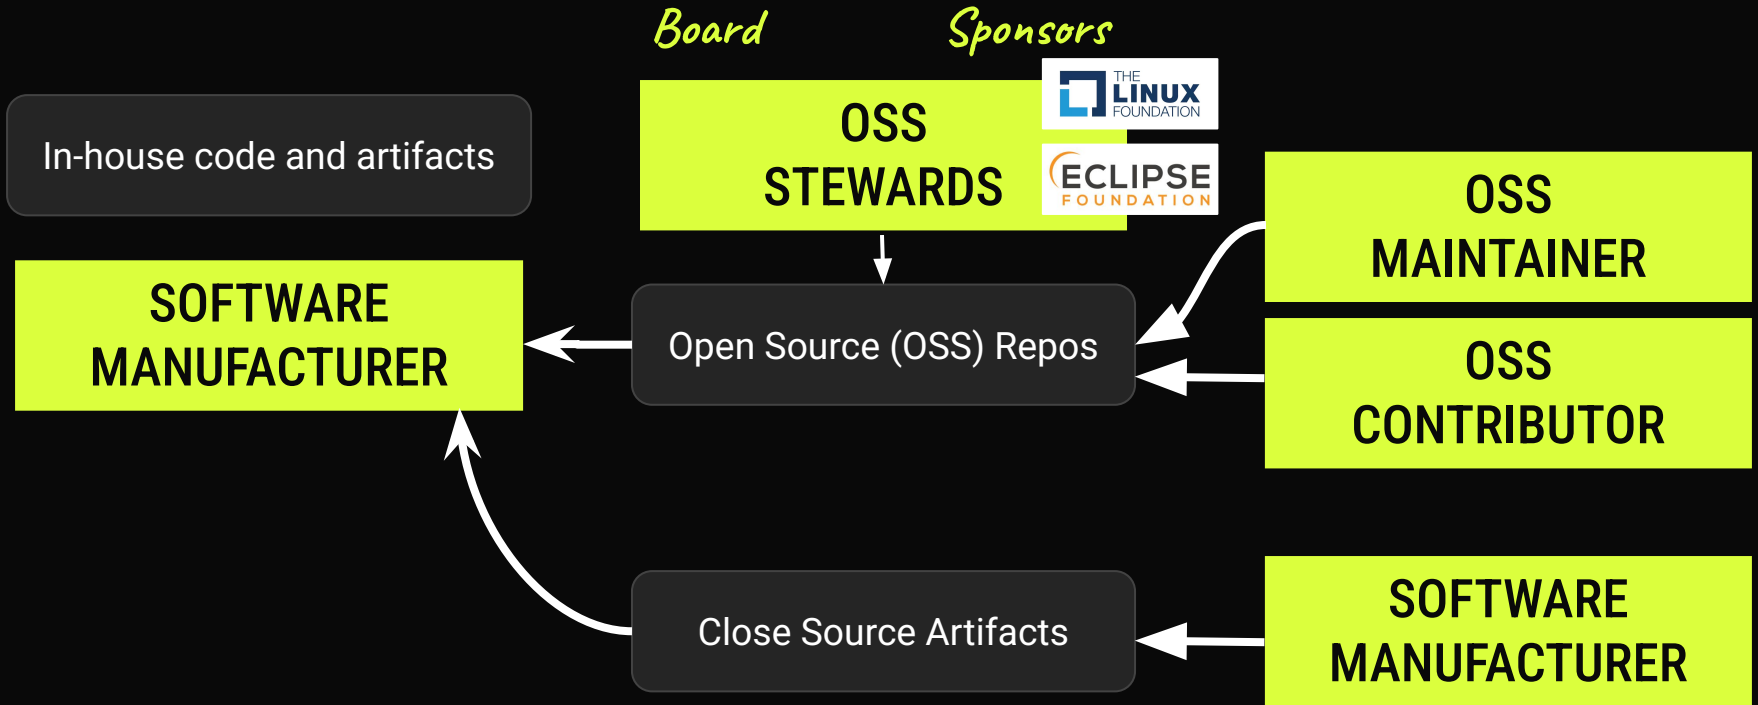 Board
Sponsors
THE
LINUX
FOUNDATION
In-house code and artifacts
OSS
STEWARDS
ECLIPSE
FOUNDATION
OSS
MAINTAINER
SOFTWARE
MANUFACTURER
Open Source (OSS) Repos
OSS
CONTRIBUTOR
Close Source Artifacts
SOFTWARE
MANUFACTURER